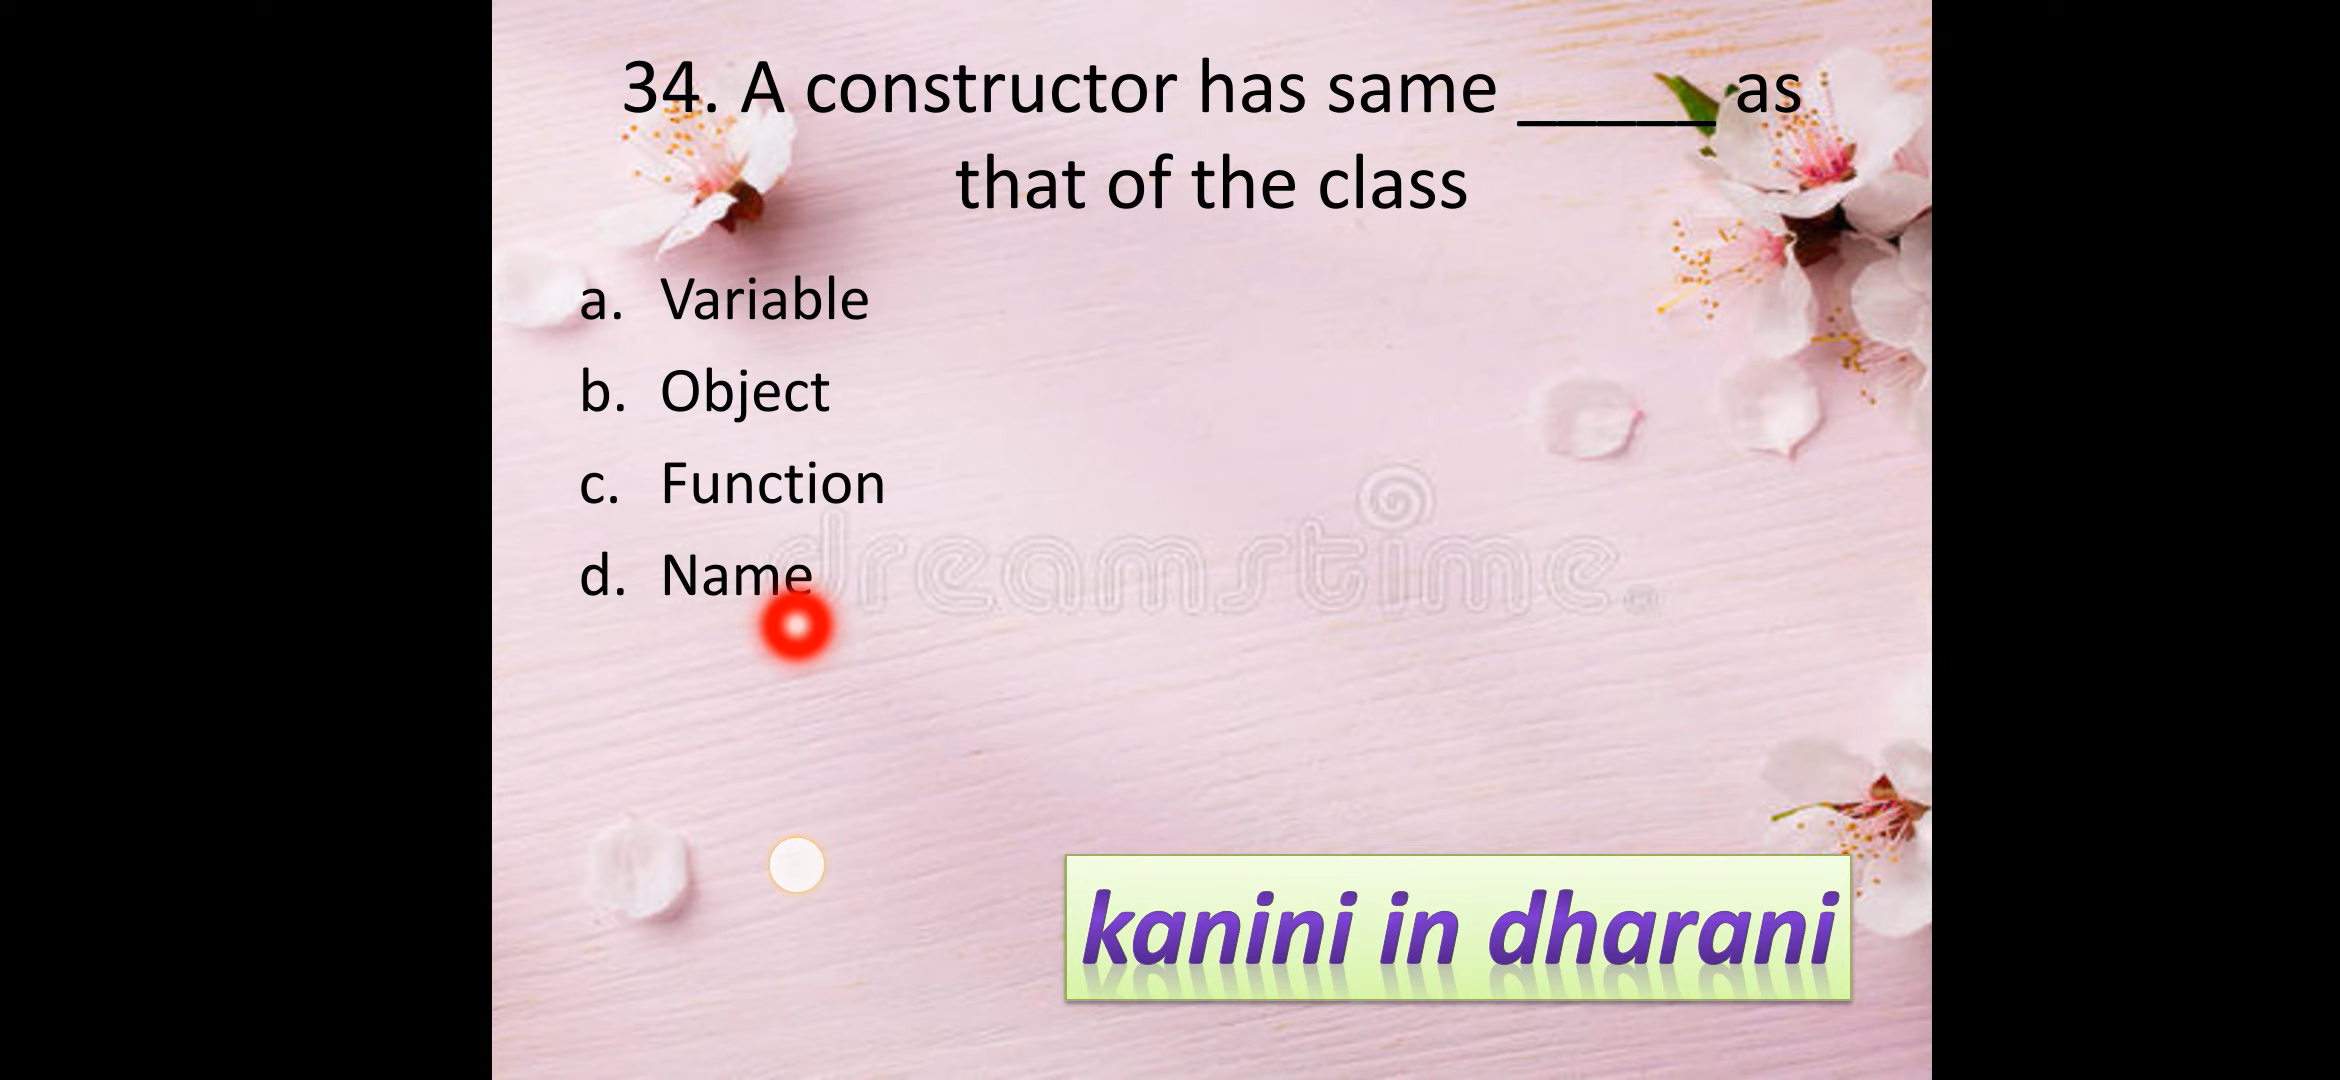 34. A constructor has same _____ as
that of the class
a. Variable
b. Object
c. Function
d. Name
dreamstime
kanini in dharani